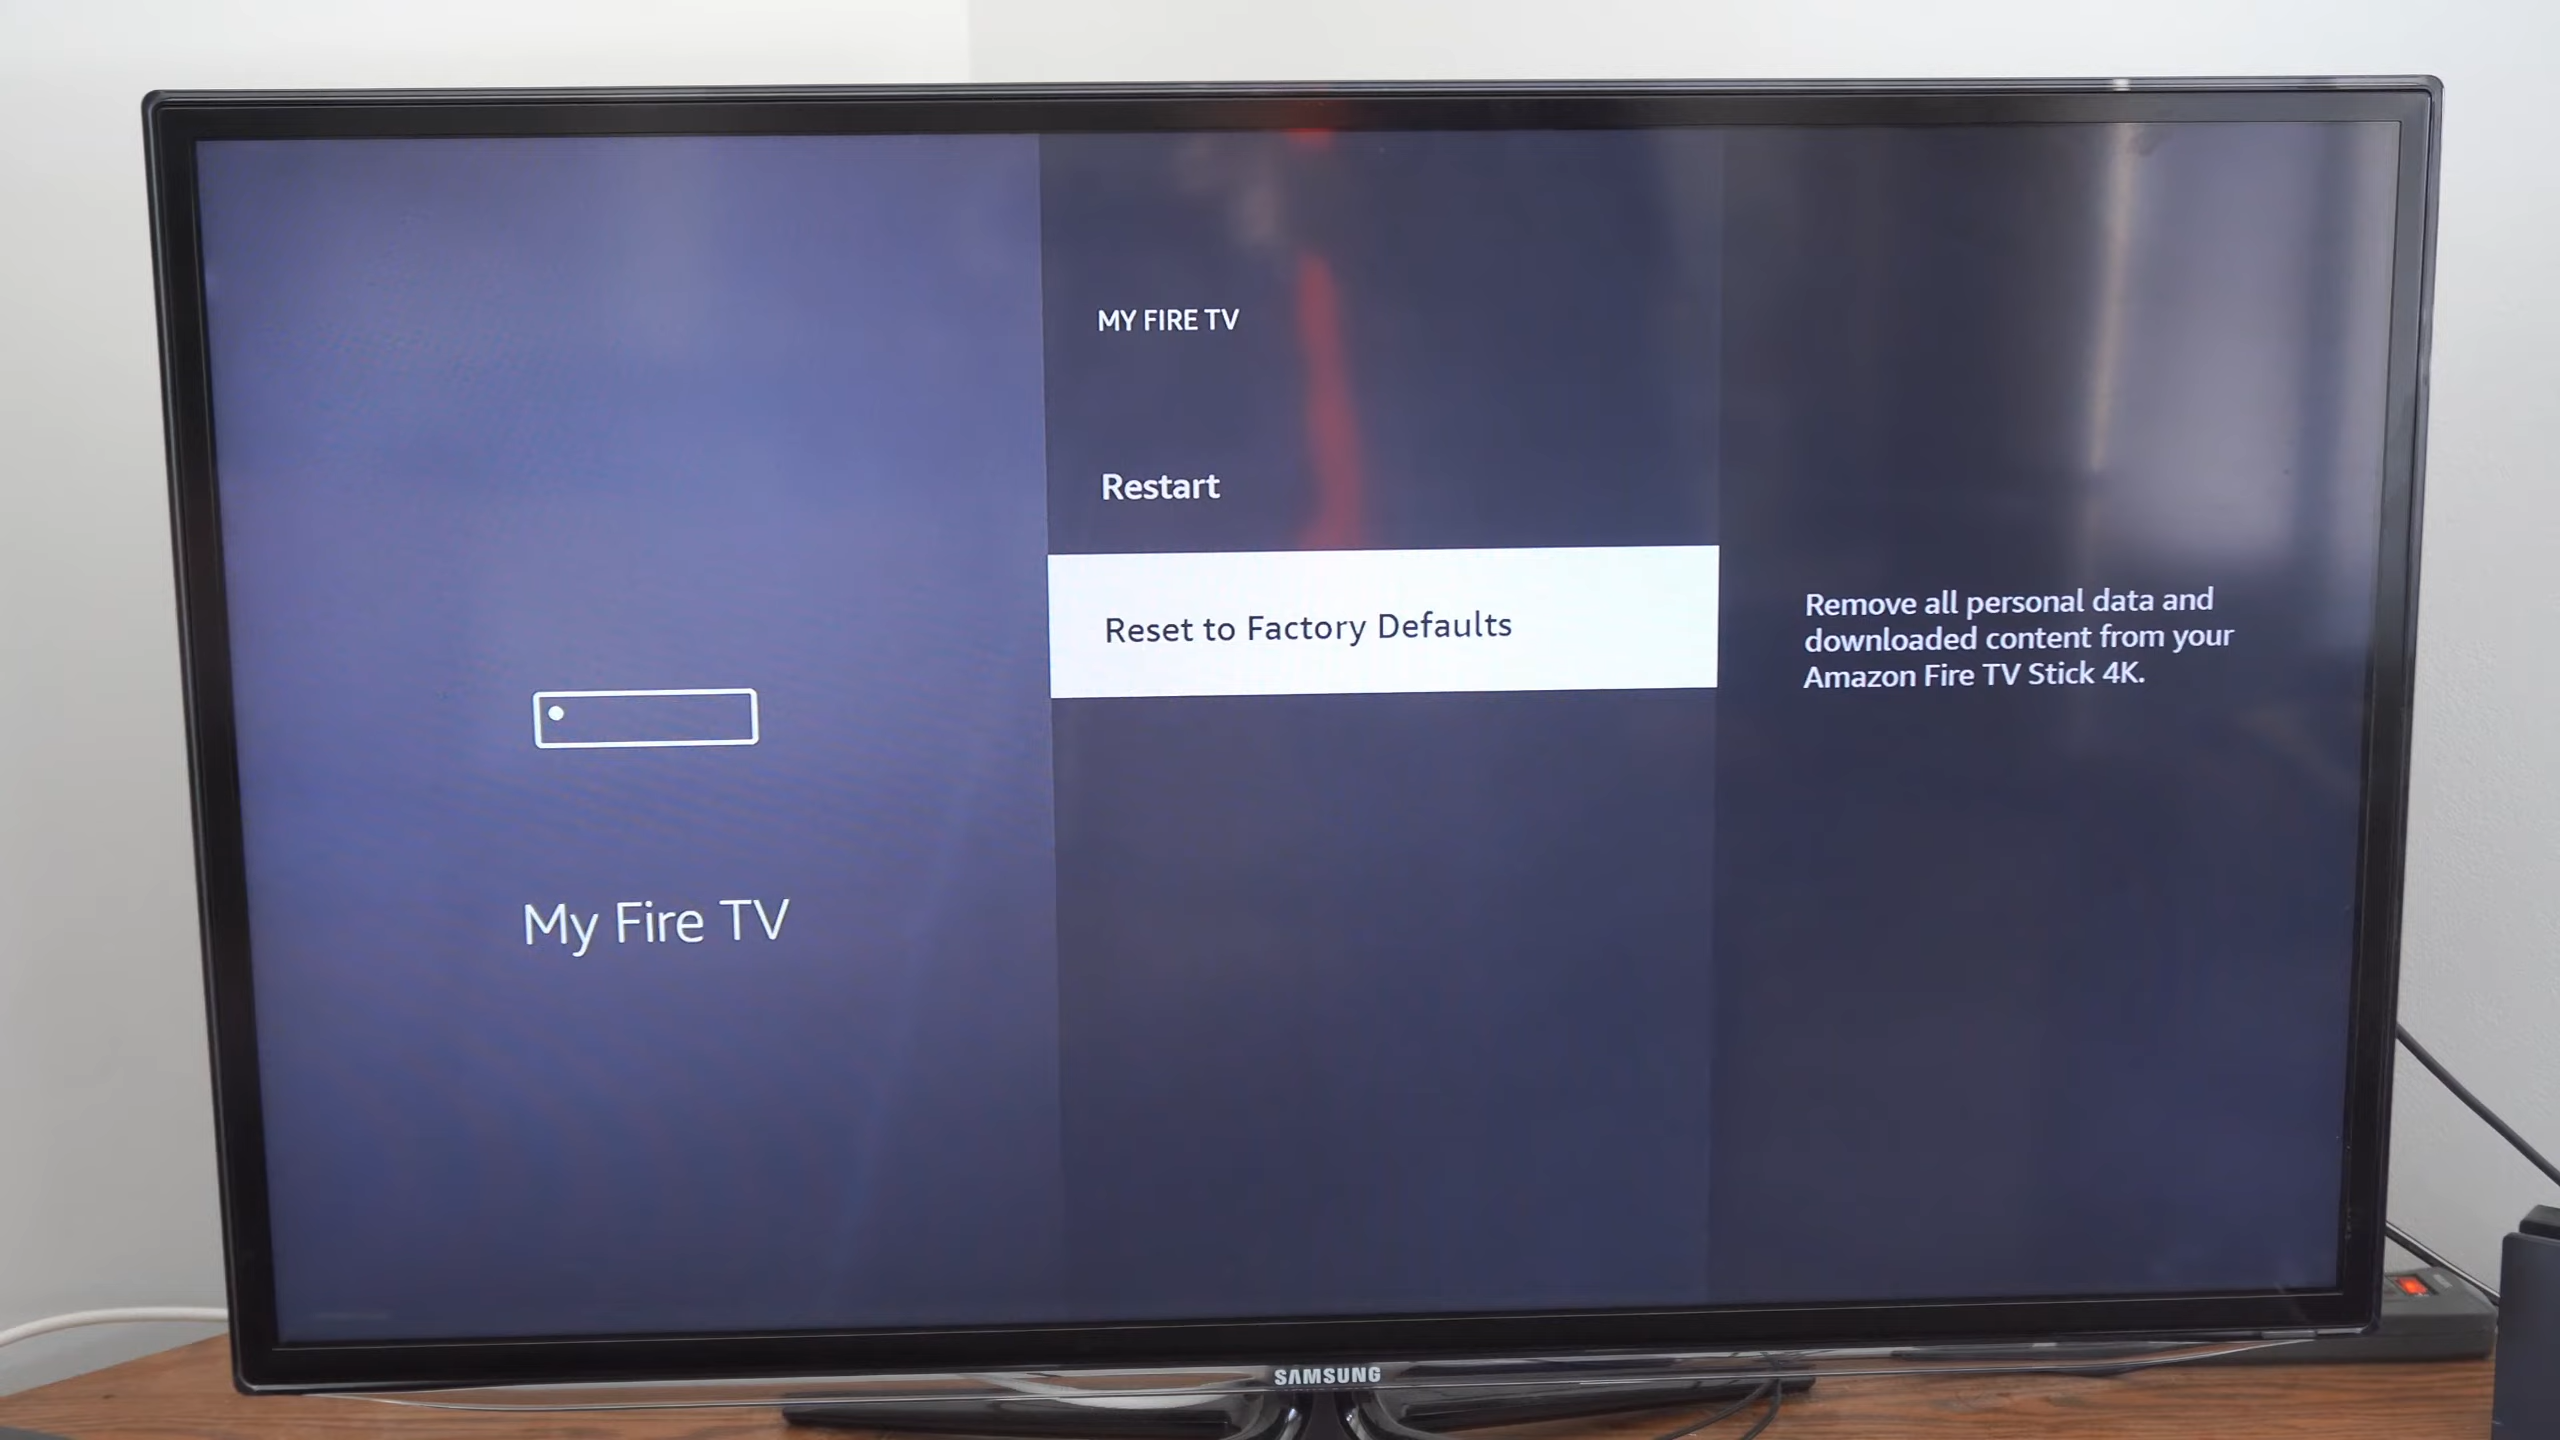 MY FIRE TV
Restart
Reset to Factory Defaults
Remove all personal data and
downloaded content from your
Amazon Fire TV Stick 4K.
My Fire TV
SAMSUNG